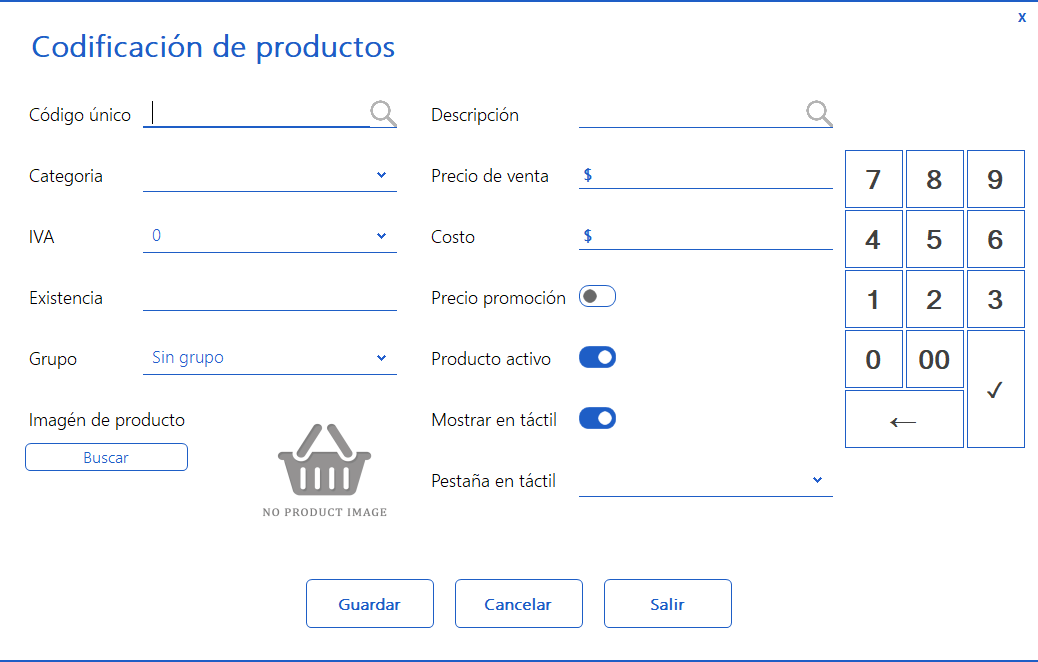 x
Codificación de productos
Código único
Descripción
Categoria
Precio de venta $
IVA 0
Costo $
Existencia
Precio promoción
Grupo Sin grupo
Producto activo
Imagén de producto
Mostrar en táctil
Buscar
Pestaña en táctil
NO PRODUCT IMAGE
7 8 9
4 5 6
1 2 3
0 00 ✓
←
Guardar Cancelar Salir